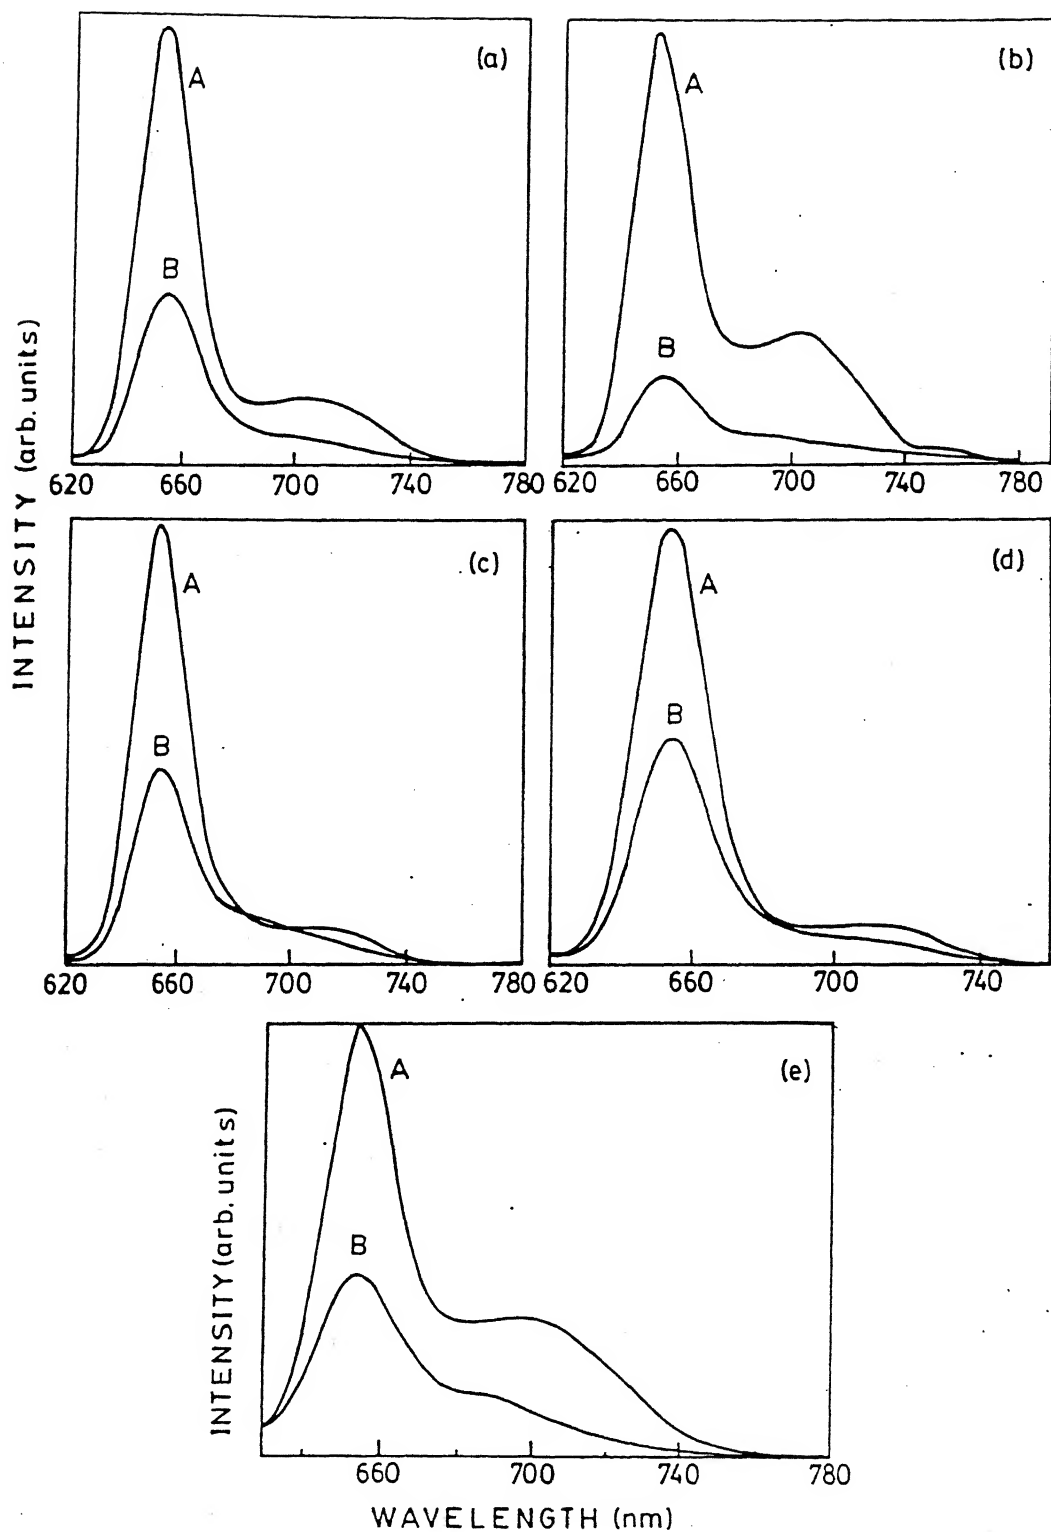 (a)
A
B
620 660 700 740 780
(b)
A
B
620 660 700 740 780
INTENSITY (arb. units)
(c)
A
B
620 660 700 740 780
(d)
A
B
620 660 700 740
(e)
A
B
INTENSITY (arb. units)
660 700 740 780
WAVELENGTH (nm)